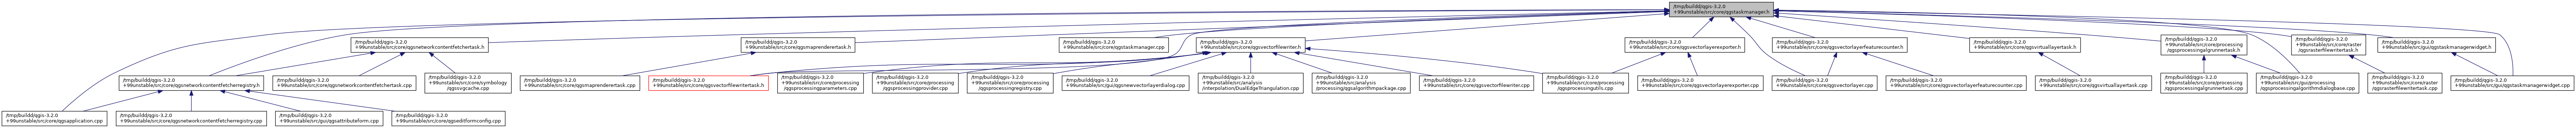 /tmp/buildd/qgis-3.2.0
+99unstable/src/core/qgstaskmanager.h
/tmp/buildd/qgis-3.2.0
+99unstable/src/core/qgsnetworkcontentfetchertask.h
/tmp/buildd/qgis-3.2.0
+99unstable/src/core/qgsmaprenderertask.h
/tmp/buildd/qgis-3.2.0
+99unstable/src/core/qgstaskmanager.cpp
/tmp/buildd/qgis-3.2.0
+99unstable/src/core/qgsvectorfilewriter.h
/tmp/buildd/qgis-3.2.0
+99unstable/src/core/qgsvectorlayerexporter.h
/tmp/buildd/qgis-3.2.0
+99unstable/src/core/qgsvectorlayerfeaturecounter.h
/tmp/buildd/qgis-3.2.0
+99unstable/src/core/qgsvirtuallayertask.h
/tmp/buildd/qgis-3.2.0
+99unstable/src/core/processing
/qgsprocessingalgrunnertask.h
/tmp/buildd/qgis-3.2.0
+99unstable/src/core/raster
/qgsrasterfilewritertask.h
/tmp/buildd/qgis-3.2.0
+99unstable/src/gui/qgstaskmanagerwidget.h
/tmp/buildd/qgis-3.2.0
+99unstable/src/core/qgsnetworkcontentfetcherregistry.h
/tmp/buildd/qgis-3.2.0
+99unstable/src/core/qgsnetworkcontentfetchertask.cpp
/tmp/buildd/qgis-3.2.0
+99unstable/src/core/symbology
/qgssvgcache.cpp
/tmp/buildd/qgis-3.2.0
+99unstable/src/core/qgsmaprenderertask.cpp
/tmp/buildd/qgis-3.2.0
+99unstable/src/core/qgsvectorfilewritertask.h
/tmp/buildd/qgis-3.2.0
+99unstable/src/core/processing
/qgsprocessingparameters.cpp
/tmp/buildd/qgis-3.2.0
+99unstable/src/core/processing
/qgsprocessingprovider.cpp
/tmp/buildd/qgis-3.2.0
+99unstable/src/core/processing
/qgsprocessingregistry.cpp
/tmp/buildd/qgis-3.2.0
+99unstable/src/gui/qgsnewvectorlayerdialog.cpp
/tmp/buildd/qgis-3.2.0
+99unstable/src/analysis
/interpolation/DualEdgeTriangulation.cpp
/tmp/buildd/qgis-3.2.0
+99unstable/src/analysis
/processing/qgsalgorithmpackage.cpp
/tmp/buildd/qgis-3.2.0
+99unstable/src/core/qgsvectorfilewriter.cpp
/tmp/buildd/qgis-3.2.0
+99unstable/src/core/processing
/qgsprocessingutils.cpp
/tmp/buildd/qgis-3.2.0
+99unstable/src/core/qgsvectorlayerexporter.cpp
/tmp/buildd/qgis-3.2.0
+99unstable/src/core/qgsvectorlayer.cpp
/tmp/buildd/qgis-3.2.0
+99unstable/src/core/qgsvectorlayerfeaturecounter.cpp
/tmp/buildd/qgis-3.2.0
+99unstable/src/core/qgsvirtuallayertask.cpp
/tmp/buildd/qgis-3.2.0
+99unstable/src/core/processing
/qgsprocessingalgrunnertask.cpp
/tmp/buildd/qgis-3.2.0
+99unstable/src/gui/processing
/qgsprocessingalgorithmdialogbase.cpp
/tmp/buildd/qgis-3.2.0
+99unstable/src/core/raster
/qgsrasterfilewritertask.cpp
/tmp/buildd/qgis-3.2.0
+99unstable/src/gui/qgstaskmanagerwidget.cpp
/tmp/buildd/qgis-3.2.0
+99unstable/src/core/qgsapplication.cpp
/tmp/buildd/qgis-3.2.0
+99unstable/src/core/qgsnetworkcontentfetcherregistry.cpp
/tmp/buildd/qgis-3.2.0
+99unstable/src/gui/qgsattributeform.cpp
/tmp/buildd/qgis-3.2.0
+99unstable/src/core/qgseditformconfig.cpp